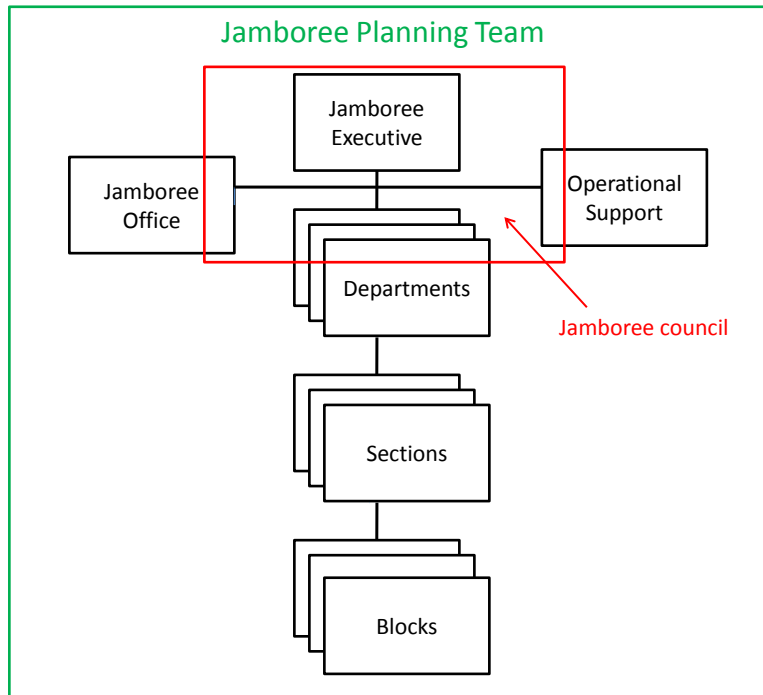 Jamboree Planning Team
Jamboree
Executive
Jamboree
Office
Operational
Support
Departments
Jamboree council
Sections
Blocks